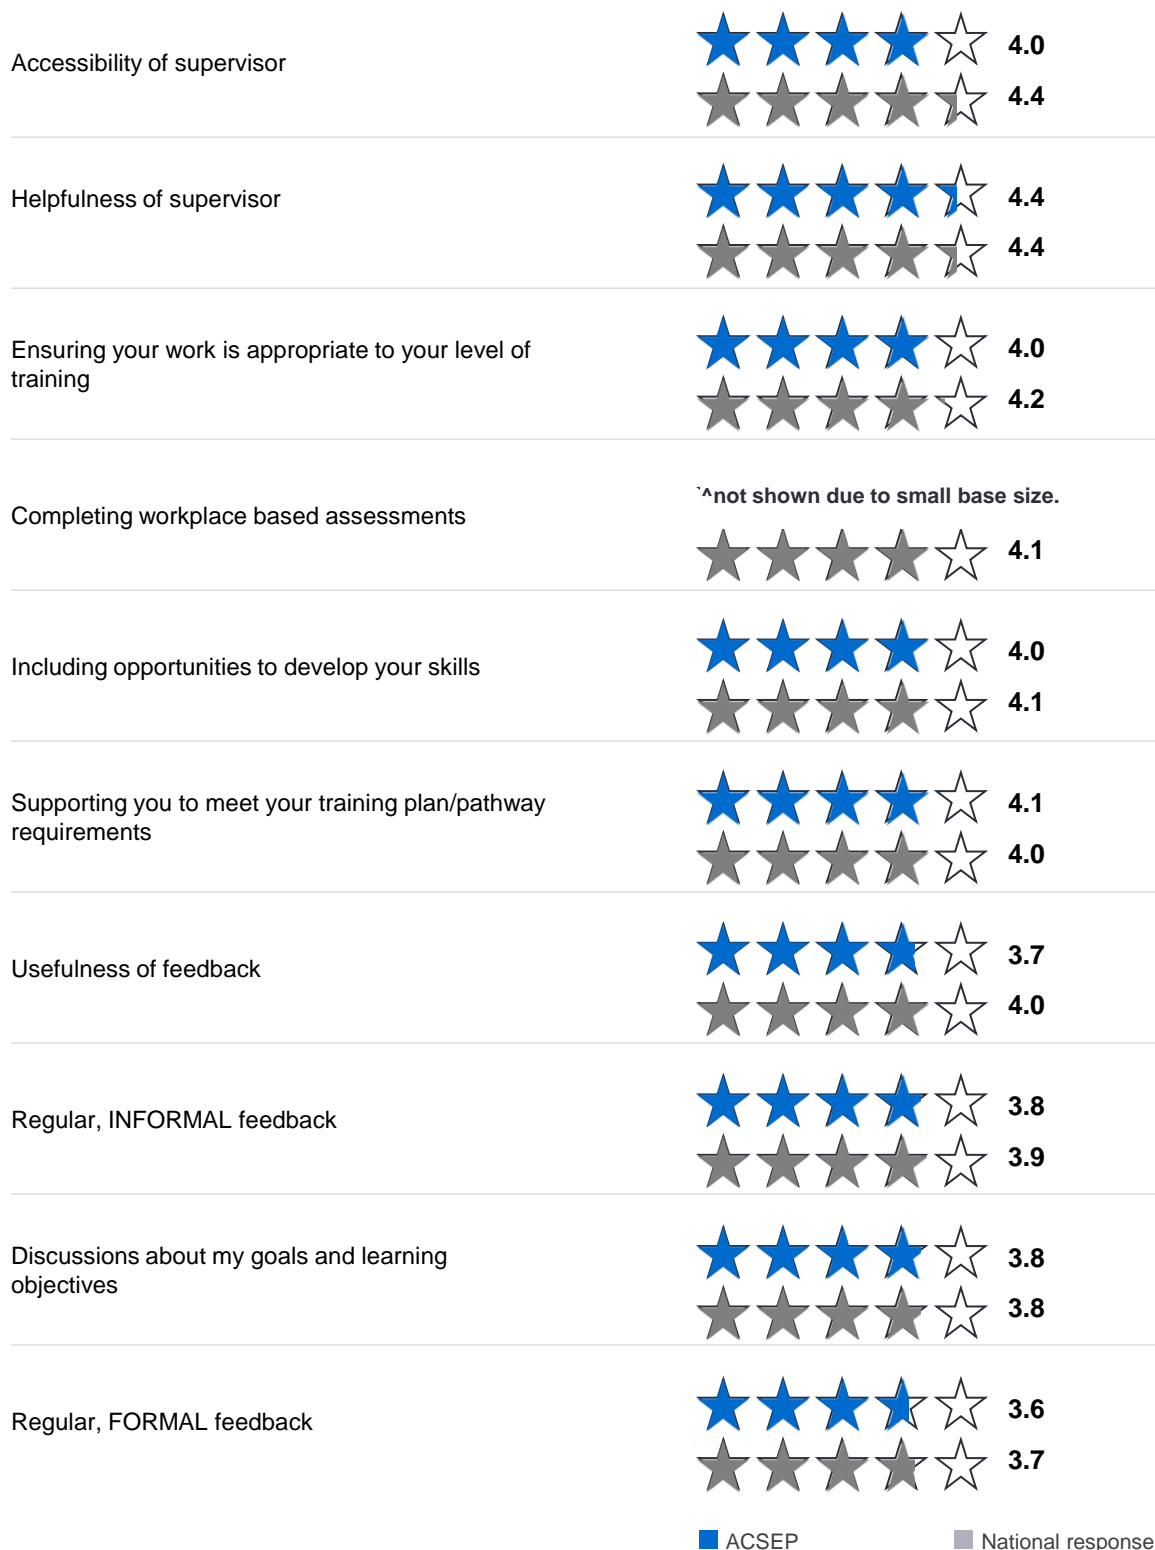 Accessibility of supervisor
4.0
4.4
Helpfulness of supervisor
4.4
4.4
Ensuring your work is appropriate to your level of
training
4.0
4.2
Completing workplace based assessments
^not shown due to small base size.
4.1
Including opportunities to develop your skills
4.0
4.1
Supporting you to meet your training plan/pathway
requirements
4.1
4.0
Usefulness of feedback
3.7
4.0
Regular, INFORMAL feedback
3.8
3.9
Discussions about my goals and learning
objectives
3.8
3.8
Regular, FORMAL feedback
3.6
3.7
ACSEP
National response